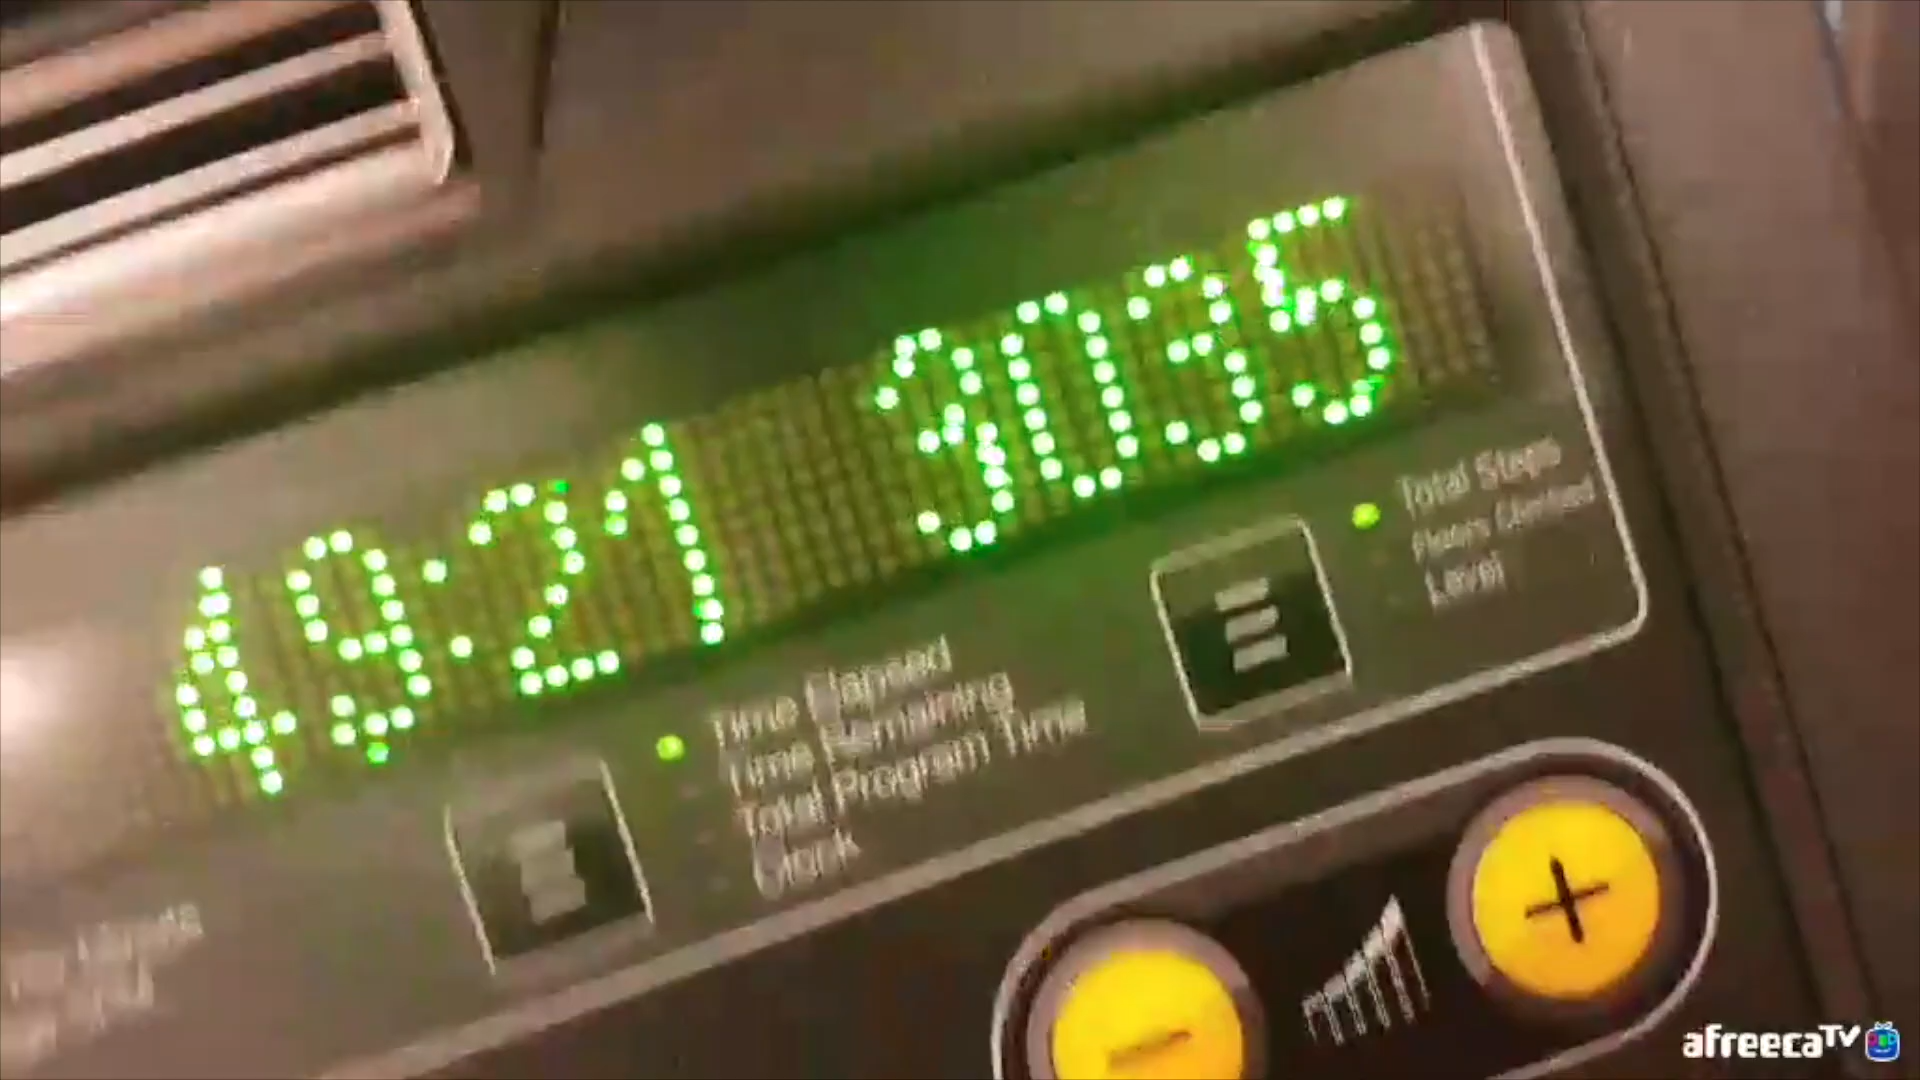 49:21 3035
Total Steps
Floors Climbed
Level
Time Elapsed
Time Remaining
Total Program Time
Clock
afreecaTV